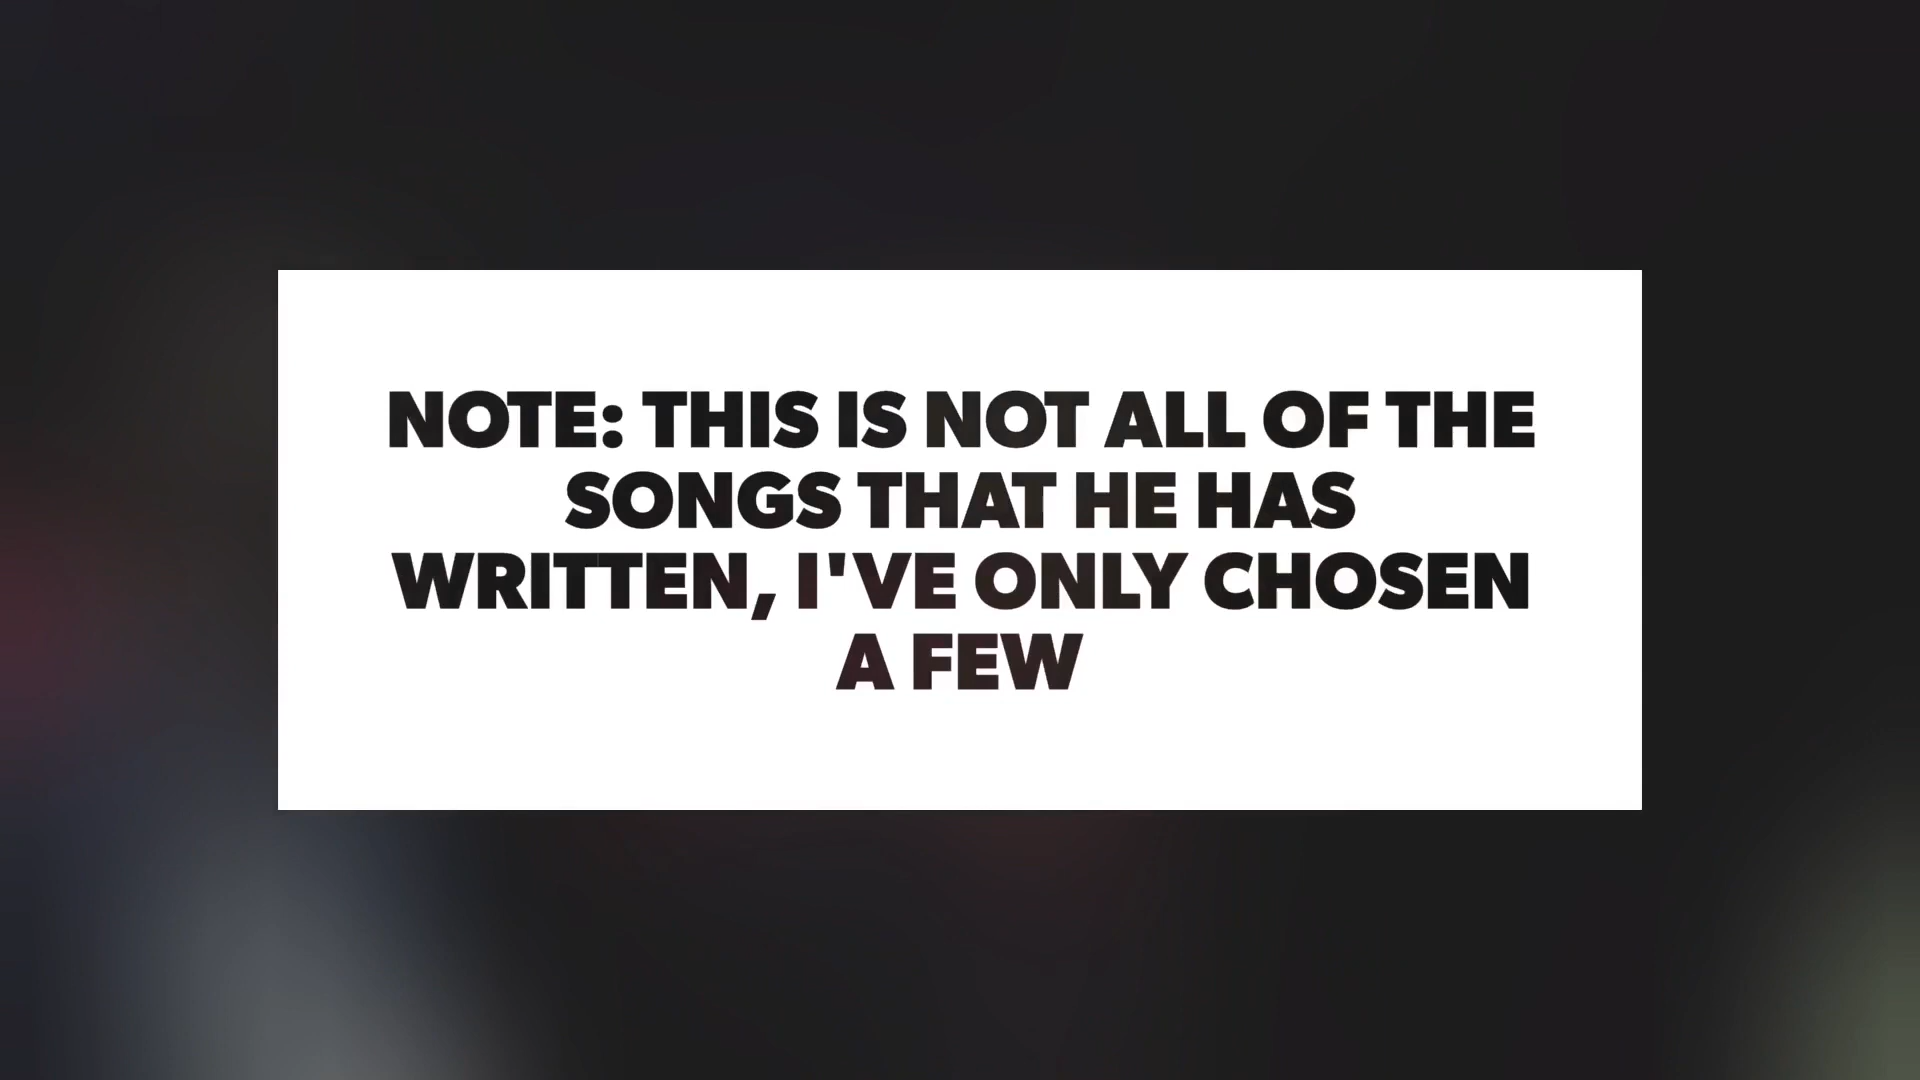 NOTE: THIS IS NOT ALL OF THE
SONGS THAT HE HAS
WRITTEN, I'VE ONLY CHOSEN
A FEW